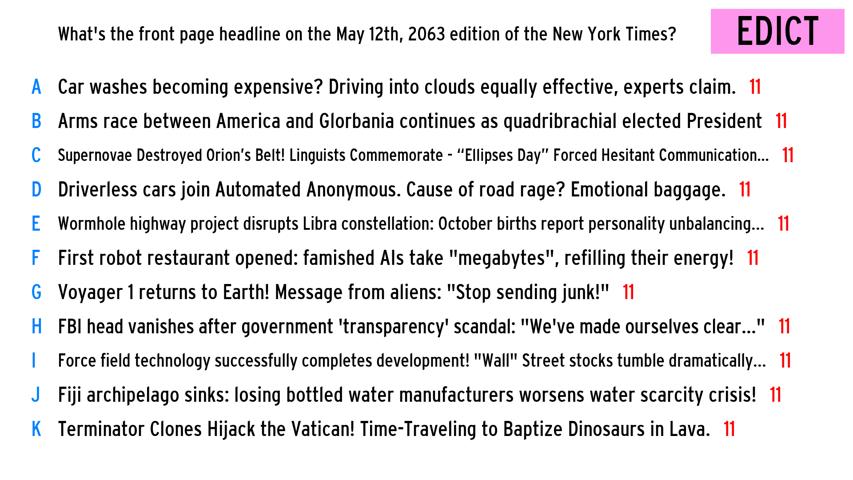 What's the front page headline on the May 12th, 2063 edition of the New York Times?
EDICT
A Car washes becoming expensive? Driving into clouds equally effective, experts claim. 11
B Arms race between America and Glorbania continues as quadribrachial elected President 11
C Supernovae Destroyed Orion’s Belt! Linguists Commemorate - “Ellipses Day” Forced Hesitant Communication... 11
D Driverless cars join Automated Anonymous. Cause of road rage? Emotional baggage. 11
E Wormhole highway project disrupts Libra constellation: October births report personality unbalancing... 11
F First robot restaurant opened: famished AIs take "megabytes", refilling their energy! 11
G Voyager 1 returns to Earth! Message from aliens: "Stop sending junk!" 11
H FBI head vanishes after government 'transparency' scandal: "We've made ourselves clear..." 11
I Force field technology successfully completes development! "Wall" Street stocks tumble dramatically... 11
J Fiji archipelago sinks: losing bottled water manufacturers worsens water scarcity crisis! 11
K Terminator Clones Hijack the Vatican! Time-Traveling to Baptize Dinosaurs in Lava. 11